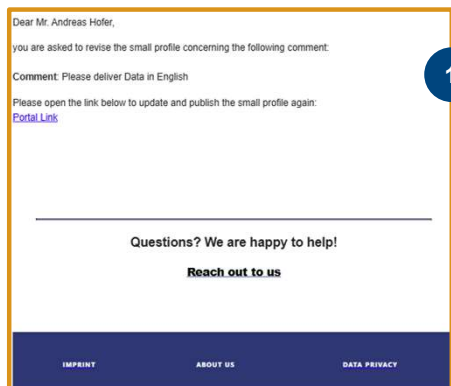 Dear Mr. Andreas Hofer,
you are asked to revise the small profile concerning the following comment:
Comment: Please deliver Data in English
1
Please open the link below to update and publish the small profile again:
Portal Link
Questions? We are happy to help!
Reach out to us
IMPRINT ABOUT US DATA PRIVACY